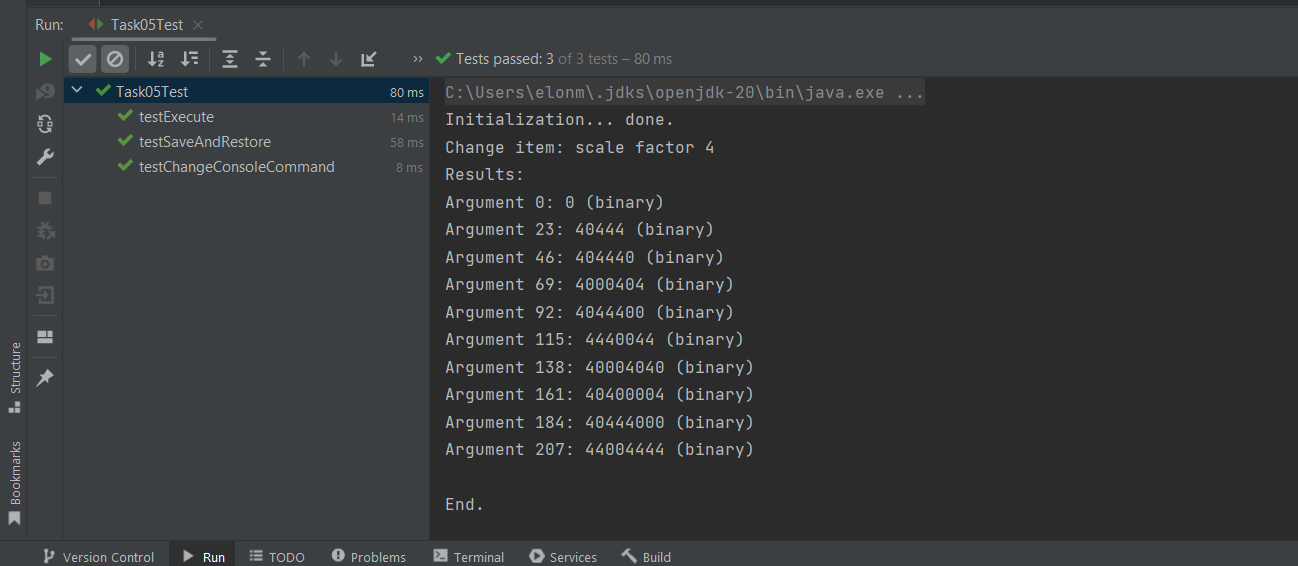 Run: Task05Test
Tests passed: 3 of 3 tests – 80 ms
Task05Test 80 ms
testExecute 14 ms
testSaveAndRestore 58 ms
testChangeConsoleCommand 8 ms
C:\Users\elonm\.jdks\openjdk-20\bin\java.exe ...
Initialization... done.
Change item: scale factor 4
Results:
Argument 0: 0 (binary)
Argument 23: 40444 (binary)
Argument 46: 404440 (binary)
Argument 69: 4000404 (binary)
Argument 92: 4044400 (binary)
Argument 115: 4440044 (binary)
Argument 138: 40004040 (binary)
Argument 161: 40400004 (binary)
Argument 184: 40444000 (binary)
Argument 207: 44004444 (binary)
End.
Structure
Bookmarks
Version Control Run TODO Problems Terminal Services Build